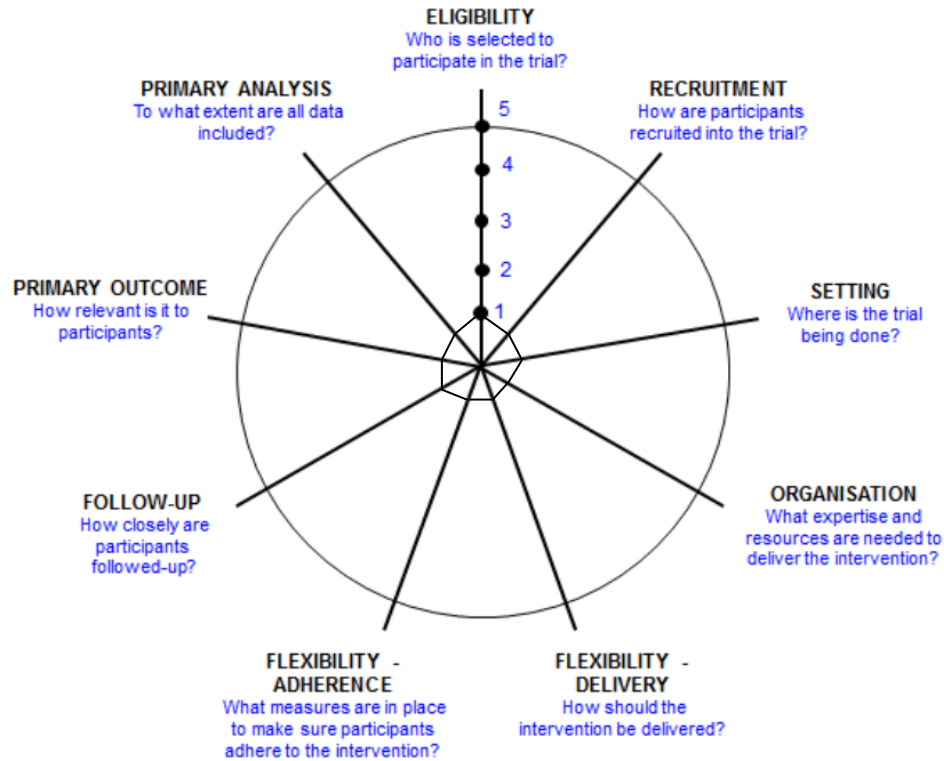 ELIGIBILITY
Who is selected to
participate in the trial?
PRIMARY ANALYSIS
To what extent are all data
included?
RECRUITMENT
How are participants
recruited into the trial?
5
4
3
2
1
PRIMARY OUTCOME
How relevant is it to
participants?
SETTING
Where is the trial
being done?
FOLLOW-UP
How closely are
participants
followed-up?
ORGANISATION
What expertise and
resources are needed to
deliver the intervention?
FLEXIBILITY -
ADHERENCE
What measures are in place
to make sure participants
adhere to the intervention?
FLEXIBILITY -
DELIVERY
How should the
intervention be delivered?